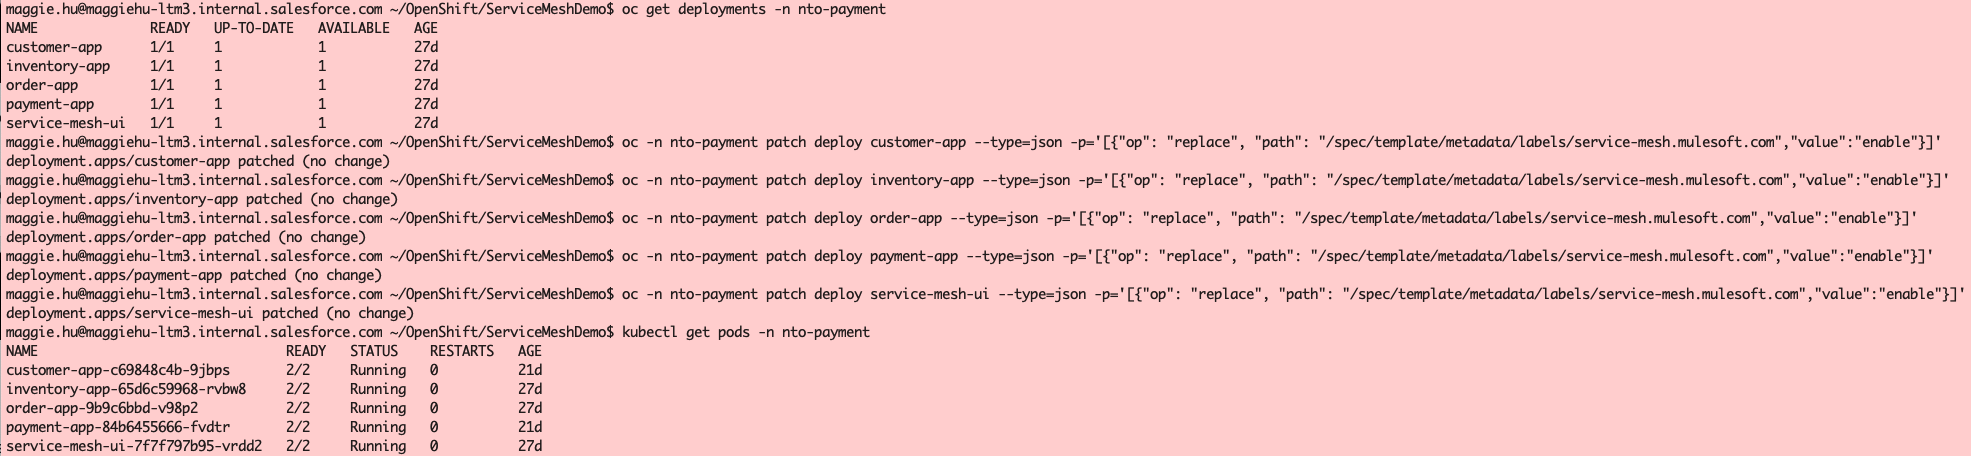 maggie.hu@maggiehu-ltm3.internal.salesforce.com ~/OpenShift/ServiceMeshDemo$ oc get deployments -n nto-payment
NAME              READY   UP-TO-DATE   AVAILABLE   AGE
customer-app      1/1     1            1           27d
inventory-app     1/1     1            1           27d
order-app         1/1     1            1           27d
payment-app       1/1     1            1           27d
service-mesh-ui   1/1     1            1           27d
maggie.hu@maggiehu-ltm3.internal.salesforce.com ~/OpenShift/ServiceMeshDemo$ oc -n nto-payment patch deploy customer-app --type=json -p='[{"op": "replace", "path": "/spec/template/metadata/labels/service-mesh.mulesoft.com","value":"enable"}]'
deployment.apps/customer-app patched (no change)
maggie.hu@maggiehu-ltm3.internal.salesforce.com ~/OpenShift/ServiceMeshDemo$ oc -n nto-payment patch deploy inventory-app --type=json -p='[{"op": "replace", "path": "/spec/template/metadata/labels/service-mesh.mulesoft.com","value":"enable"}]'
deployment.apps/inventory-app patched (no change)
maggie.hu@maggiehu-ltm3.internal.salesforce.com ~/OpenShift/ServiceMeshDemo$ oc -n nto-payment patch deploy order-app --type=json -p='[{"op": "replace", "path": "/spec/template/metadata/labels/service-mesh.mulesoft.com","value":"enable"}]'
deployment.apps/order-app patched (no change)
maggie.hu@maggiehu-ltm3.internal.salesforce.com ~/OpenShift/ServiceMeshDemo$ oc -n nto-payment patch deploy payment-app --type=json -p='[{"op": "replace", "path": "/spec/template/metadata/labels/service-mesh.mulesoft.com","value":"enable"}]'
deployment.apps/payment-app patched (no change)
maggie.hu@maggiehu-ltm3.internal.salesforce.com ~/OpenShift/ServiceMeshDemo$ oc -n nto-payment patch deploy service-mesh-ui --type=json -p='[{"op": "replace", "path": "/spec/template/metadata/labels/service-mesh.mulesoft.com","value":"enable"}]'
deployment.apps/service-mesh-ui patched (no change)
maggie.hu@maggiehu-ltm3.internal.salesforce.com ~/OpenShift/ServiceMeshDemo$ kubectl get pods -n nto-payment
NAME                               READY   STATUS    RESTARTS   AGE
customer-app-c69848c4b-9jbps       2/2     Running   0          21d
inventory-app-65d6c59968-rvbw8     2/2     Running   0          27d
order-app-9b9c6bbd-v98p2           2/2     Running   0          27d
payment-app-84b6455666-fvdtr       2/2     Running   0          21d
service-mesh-ui-7f7f797b95-vrdd2   2/2     Running   0          27d